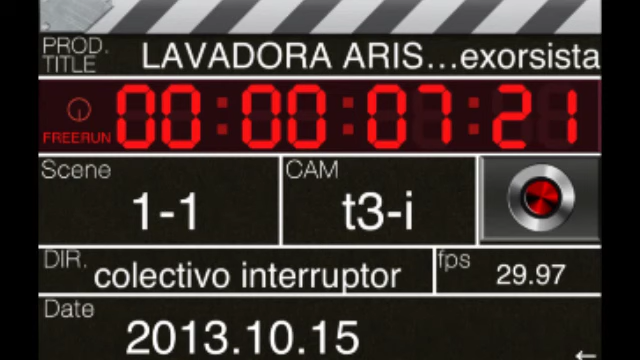 PROD.
TITLE
LAVADORA ARIS...exorsista
FREERUN
00:00:07:21
Scene
1-1
CAM
t3-i
DIR.
colectivo interruptor
fps
29.97
Date
2013.10.15